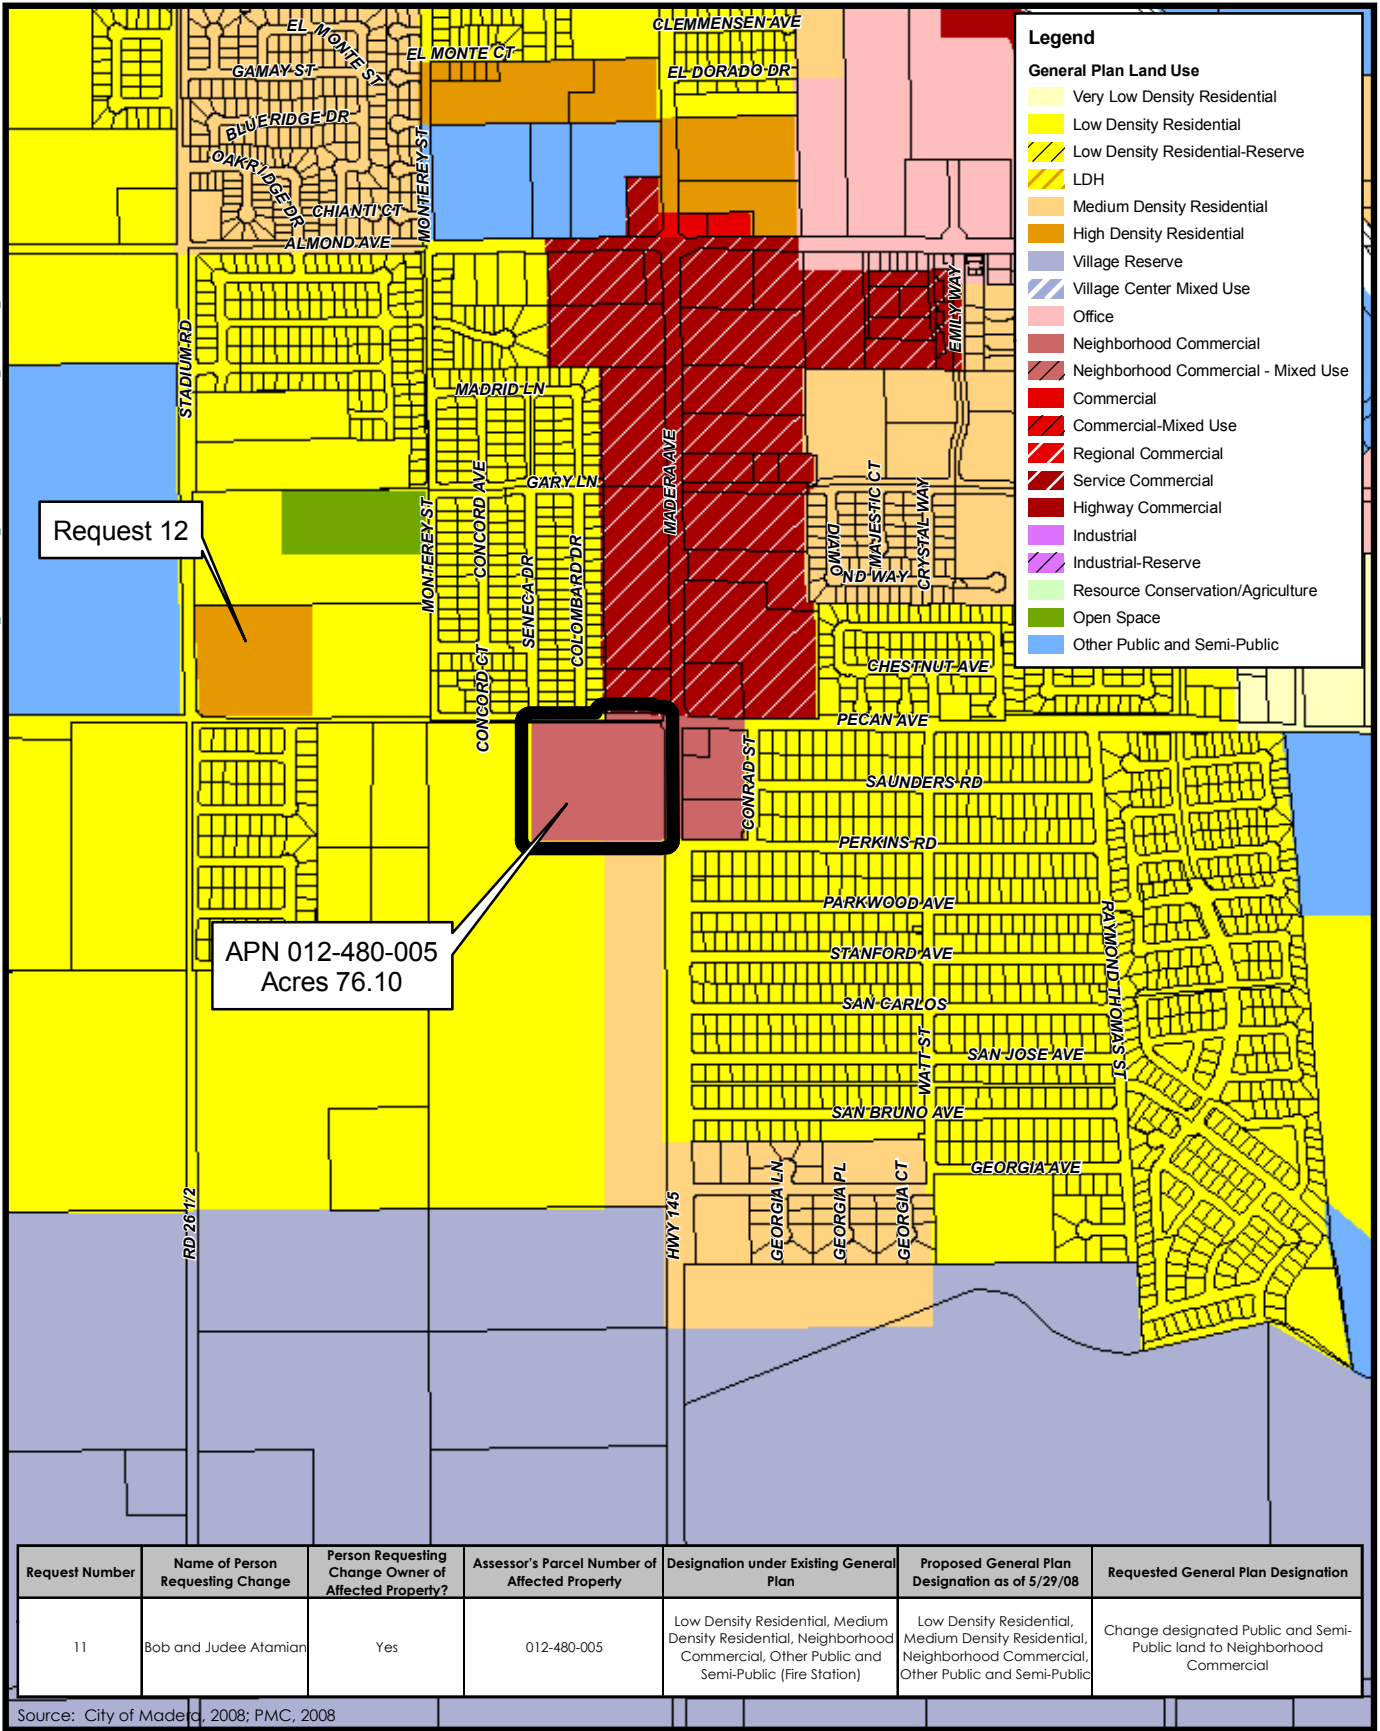 CLEMMENSEN AVE
EL MONTE ST
EL MONTE CT
GAMAY ST
EL DORADO DR
BLUERIDGE DR
OAKRIDGE DR
MONTEREY ST
CHIANTI CT
ALMOND AVE
EMILY WAY
STADIUM RD
MADRID LN
MADERA AVE
GARY LN
CONCORD AVE
MONTEREY ST
SENECA DR
COLOMBARD DR
MAJESTIC CT
CRYSTAL WAY
DIAMO
ND WAY
Request 12
CHESTNUT AVE
CONCORD CT
PECAN AVE
CONRAD ST
SAUNDERS RD
PERKINS RD
PARKWOOD AVE
RAYMOND THOMAS ST
APN 012-480-005
Acres 76.10
STANFORD AVE
SAN CARLOS
WATT ST
SAN JOSE AVE
SAN BRUNO AVE
GEORGIA AVE
RD 26 1/2
HWY 145
GEORGIA LN
GEORGIA PL
GEORGIA CT
Legend
General Plan Land Use
Very Low Density Residential
Low Density Residential
Low Density Residential-Reserve
LDH
Medium Density Residential
High Density Residential
Village Reserve
Village Center Mixed Use
Office
Neighborhood Commercial
Neighborhood Commercial - Mixed Use
Commercial
Commercial-Mixed Use
Regional Commercial
Service Commercial
Highway Commercial
Industrial
Industrial-Reserve
Resource Conservation/Agriculture
Open Space
Other Public and Semi-Public
Request Number
Name of Person
Requesting Change
Person Requesting
Change Owner of
Affected Property?
Assessor's Parcel Number of
Affected Property
Designation under Existing General
Plan
Proposed General Plan
Designation as of 5/29/08
Requested General Plan Designation
11
Bob and Judee Atamian
Yes
012-480-005
Low Density Residential, Medium
Density Residential, Neighborhood
Commercial, Other Public and
Semi-Public (Fire Station)
Low Density Residential,
Medium Density Residential,
Neighborhood Commercial,
Other Public and Semi-Public
Change designated Public and Semi-
Public land to Neighborhood
Commercial
Source: City of Madera, 2008; PMC, 2008